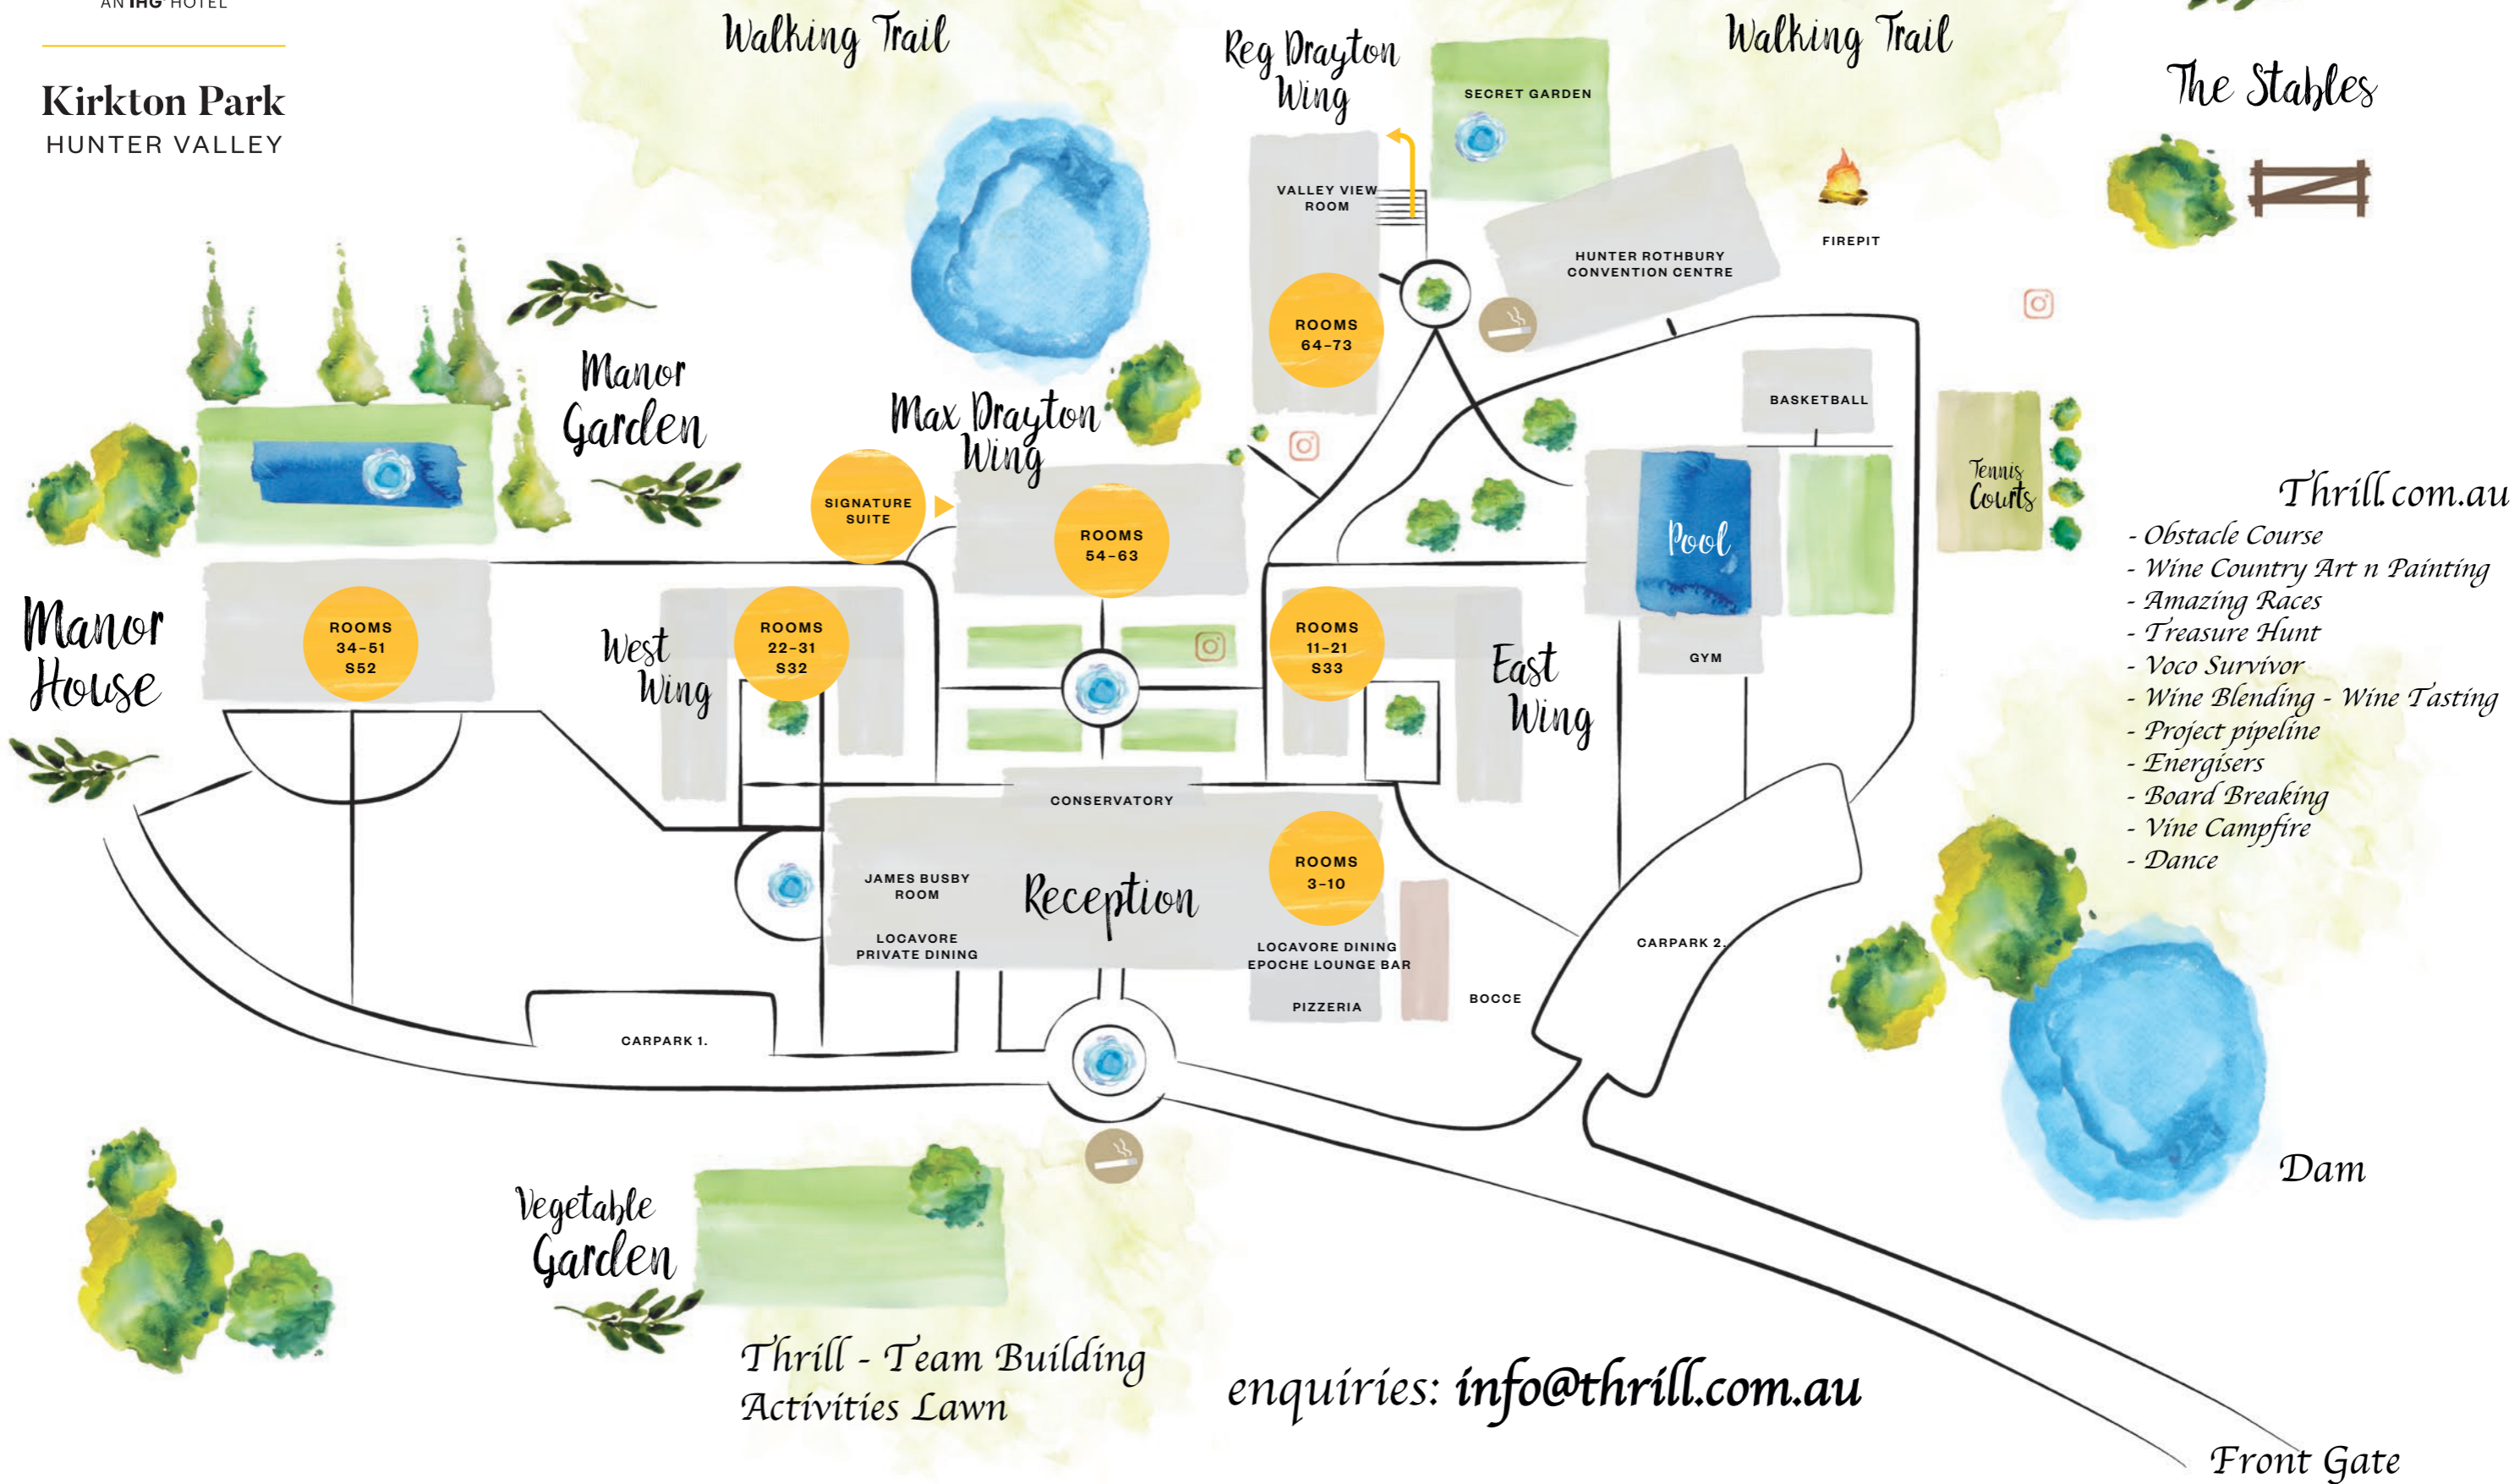 AN IHG HOTEL
Kirkton Park
HUNTER VALLEY
Walking Trail
Reg Drayton
Wing
SECRET GARDEN
Walking Trail
The Stables
VALLEY VIEW
ROOM
HUNTER ROTHBURY
CONVENTION CENTRE
FIREPIT
ROOMS
64–73
Manor
Garden
Max Drayton
Wing
BASKETBALL
SIGNATURE
SUITE
ROOMS
54–63
Pool
Tennis
Courts
Thrill.com.au
- Obstacle Course
- Wine Country Art n Painting
- Amazing Races
- Treasure Hunt
- Voco Survivor
- Wine Blending - Wine Tasting
- Project pipeline
- Energisers
- Board Breaking
- Vine Campfire
- Dance
Manor
House
ROOMS
34–51
S52
West
Wing
ROOMS
22–31
S32
ROOMS
11–21
S33
East
Wing
GYM
CONSERVATORY
JAMES BUSBY
ROOM
Reception
ROOMS
3–10
LOCAVORE
PRIVATE DINING
LOCAVORE DINING
EPOCHE LOUNGE BAR
PIZZERIA
BOCCE
CARPARK 2.
CARPARK 1.
Dam
Vegetable
Garden
Thrill - Team Building
Activities Lawn
enquiries: info@thrill.com.au
Front Gate